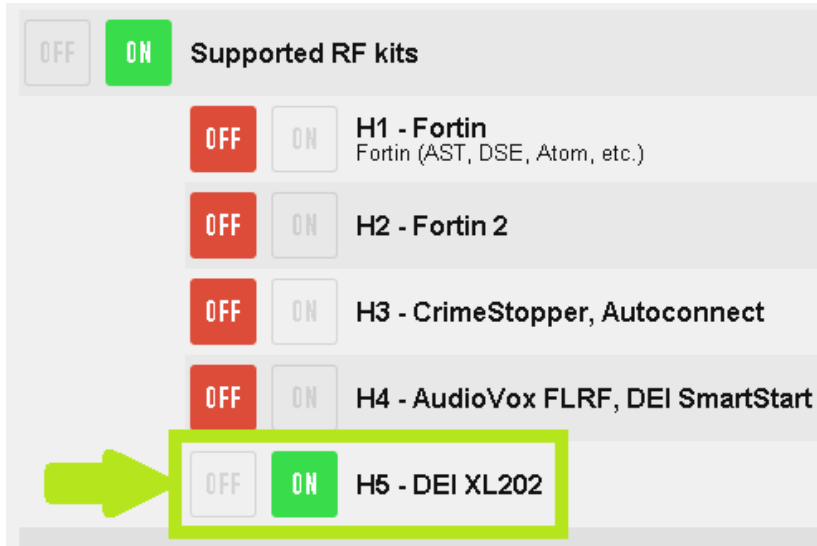 OFF ON Supported RF kits
OFF ON H1 - Fortin
Fortin (AST, DSE, Atom, etc.)
OFF ON H2 - Fortin 2
OFF ON H3 - CrimeStopper, Autoconnect
OFF ON H4 - AudioVox FLRF, DEI SmartStart
OFF ON H5 - DEI XL202